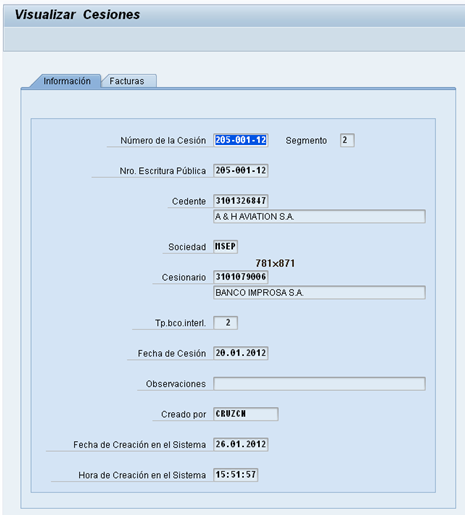 Visualizar Cesiones
Información Facturas
Número de la Cesión 205-001-12 Segmento 2
Nro. Escritura Pública 205-001-12
Cedente 3101326847
A & H AVIATION S.A.
Sociedad MSEP
781x871
Cesionario 3101079006
BANCO IMPROSA S.A.
Tp.bco.interl. 2
Fecha de Cesión 20.01.2012
Observaciones
Creado por CRUZCM
Fecha de Creación en el Sistema 26.01.2012
Hora de Creación en el Sistema 15:51:57